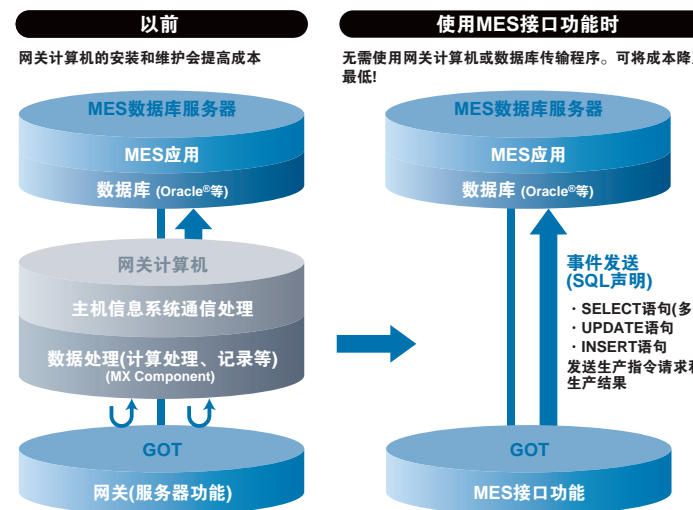 以前
网关计算机的安装和维护会提高成本
MES数据库服务器
MES应用
数据库 (Oracle®等)
网关计算机
主机信息系统通信处理
数据处理(计算处理、记录等)
(MX Component)
GOT
网关(服务器功能)
使用MES接口功能时
无需使用网关计算机或数据库传输程序。可将成本降
最低!
MES数据库服务器
MES应用
数据库 (Oracle®等)
事件发送
(SQL声明)
・SELECT语句(多
・UPDATE语句
・INSERT语句
发送生产指令请求和
生产结果
GOT
MES接口功能